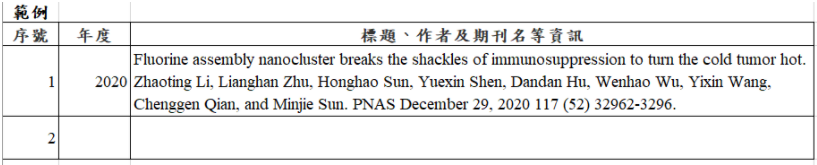 範例
序號 年度 標題、作者及期刊名等資訊
1 2020 Fluorine assembly nanocluster breaks the shackles of immunosuppression to turn the cold tumor hot.
Zhaoting Li, Lianghan Zhu, Honghao Sun, Yuexin Shen, Dandan Hu, Wenhao Wu, Yixin Wang,
Chenggen Qian, and Minjie Sun. PNAS December 29, 2020 117 (52) 32962-3296.
2